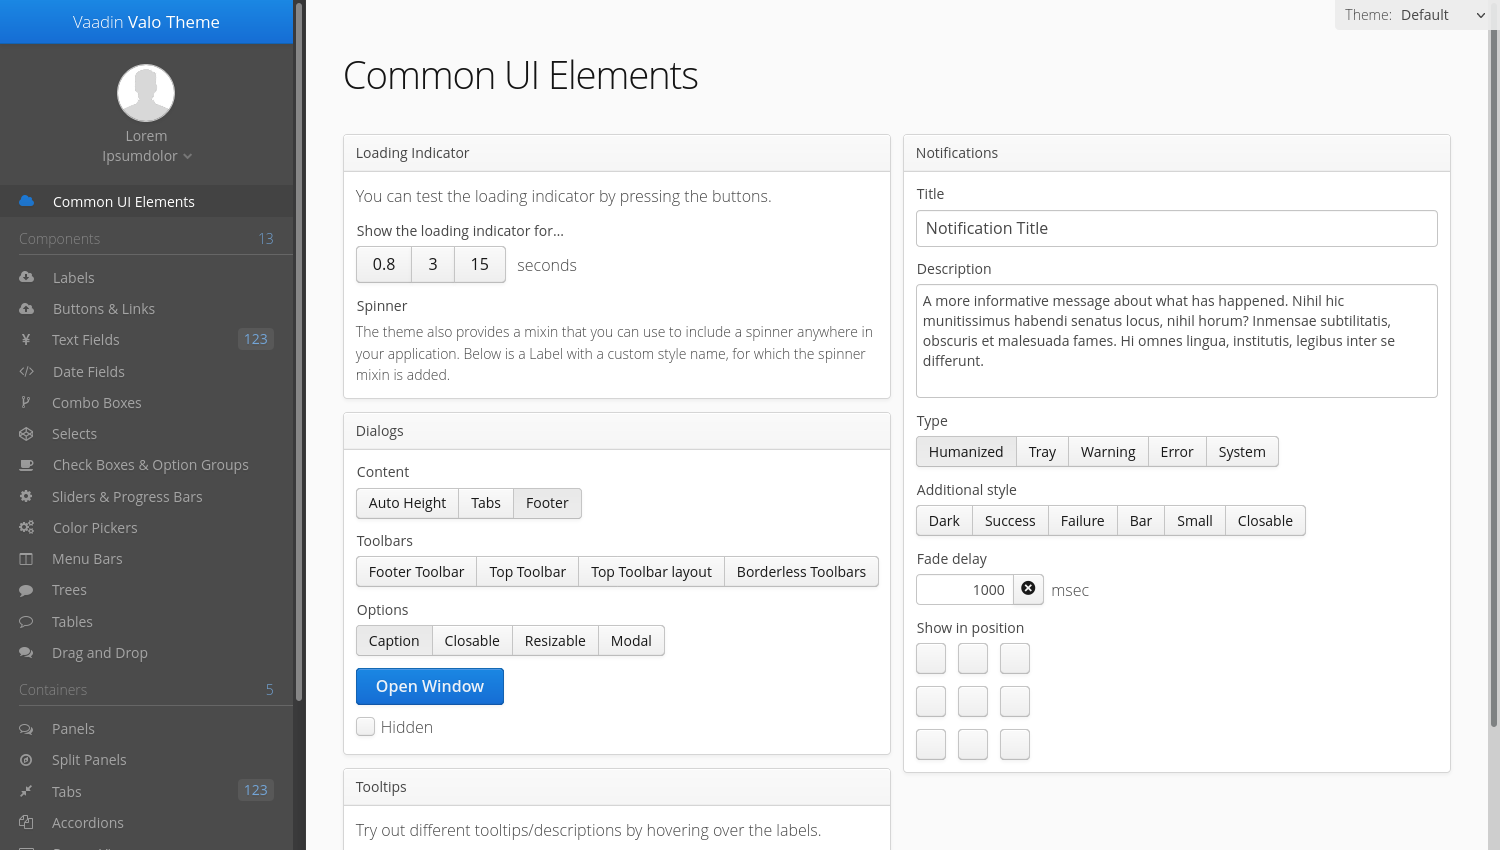 Vaadin Valo Theme
Lorem
Ipsumdolor
Common UI Elements
Components 13
Labels
Buttons & Links
Text Fields 123
Date Fields
Combo Boxes
Selects
Check Boxes & Option Groups
Sliders & Progress Bars
Color Pickers
Menu Bars
Trees
Tables
Drag and Drop
Containers 5
Panels
Split Panels
Tabs 123
Accordions
Theme: Default
Common UI Elements
Loading Indicator
You can test the loading indicator by pressing the buttons.
Show the loading indicator for...
0.8 3 15 seconds
Spinner
The theme also provides a mixin that you can use to include a spinner anywhere in
your application. Below is a Label with a custom style name, for which the spinner
mixin is added.
Dialogs
Content
Auto Height Tabs Footer
Toolbars
Footer Toolbar Top Toolbar Top Toolbar layout Borderless Toolbars
Options
Caption Closable Resizable Modal
Open Window
Hidden
Tooltips
Try out different tooltips/descriptions by hovering over the labels.
Notifications
Title
Notification Title
Description
A more informative message about what has happened. Nihil hic
munitissimus habendi senatus locus, nihil horum? Inmensae subtilitatis,
obscuris et malesuada fames. Hi omnes lingua, institutis, legibus inter se
differunt.
Type
Humanized Tray Warning Error System
Additional style
Dark Success Failure Bar Small Closable
Fade delay
1000 msec
Show in position